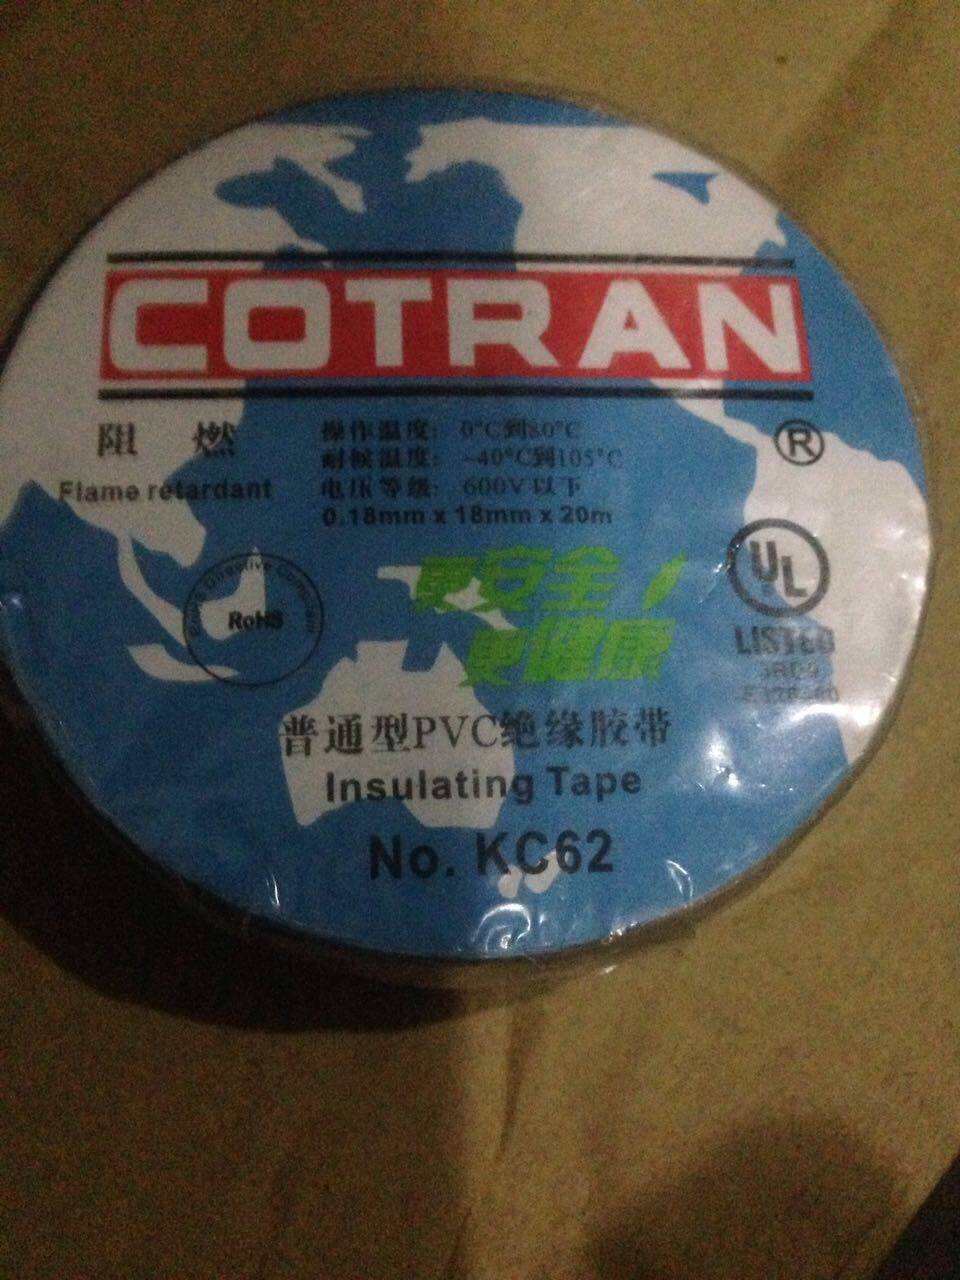 COTRAN
®
阻燃
Flame retardant
操作温度: 0°C到80°C
耐候温度: -40°C到105°C
电压等级: 600V以下
0.18mm x 18mm x 20m
更安全
更健康
RoHS
UL
LISTED
普通型PVC绝缘胶带
Insulating Tape
No. KC62